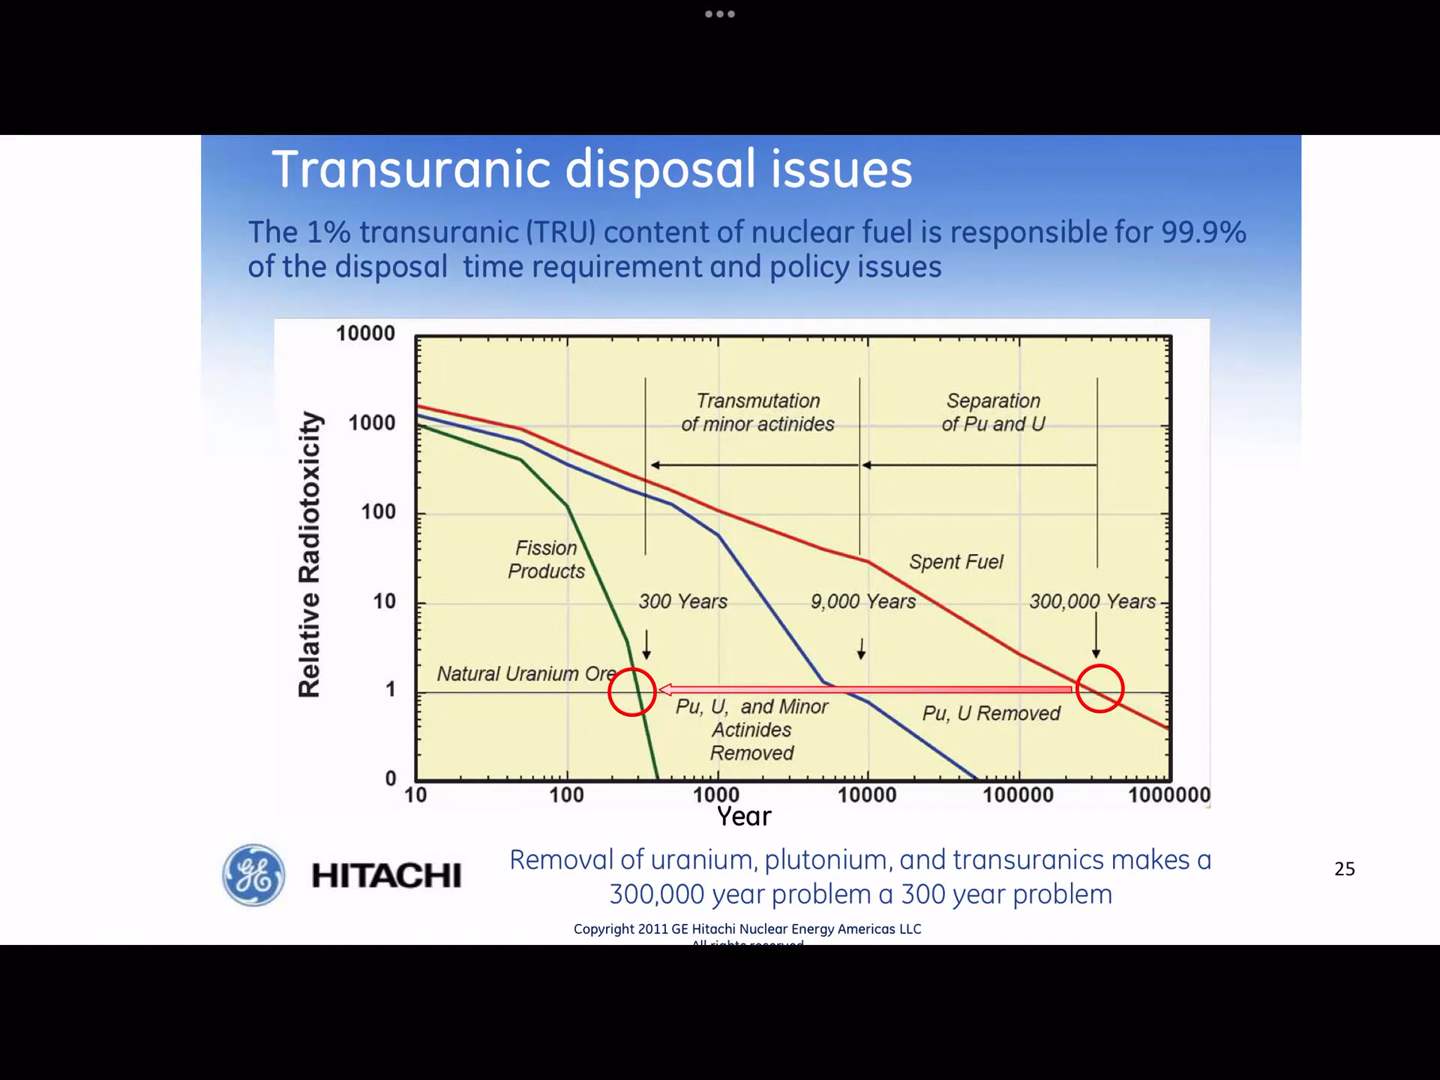 Transuranic disposal issues
The 1% transuranic (TRU) content of nuclear fuel is responsible for 99.9%
of the disposal time requirement and policy issues
10000
1000
100
10
1
0
Relative Radiotoxicity
Transmutation
of minor actinides
Separation
of Pu and U
Fission
Products
Spent Fuel
300 Years
9,000 Years
300,000 Years
Natural Uranium Ore
Pu, U, and Minor
Actinides
Removed
Pu, U Removed
10
100
1000
10000
100000
1000000
Year
GE
HITACHI
Removal of uranium, plutonium, and transuranics makes a
300,000 year problem a 300 year problem
25
Copyright 2011 GE Hitachi Nuclear Energy Americas LLC
All rights reserved